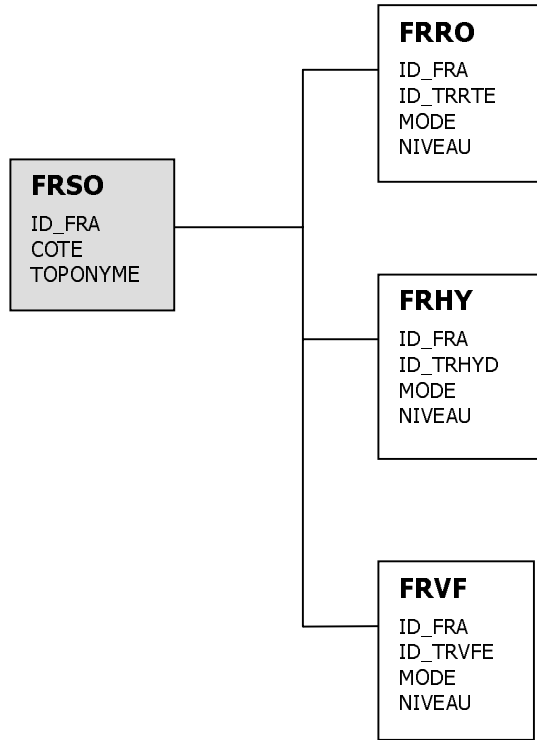 FRSO
ID_FRA
COTE
TOPONYME
FRRO
ID_FRA
ID_TRRTE
MODE
NIVEAU
FRHY
ID_FRA
ID_TRHYD
MODE
NIVEAU
FRVF
ID_FRA
ID_TRVFE
MODE
NIVEAU